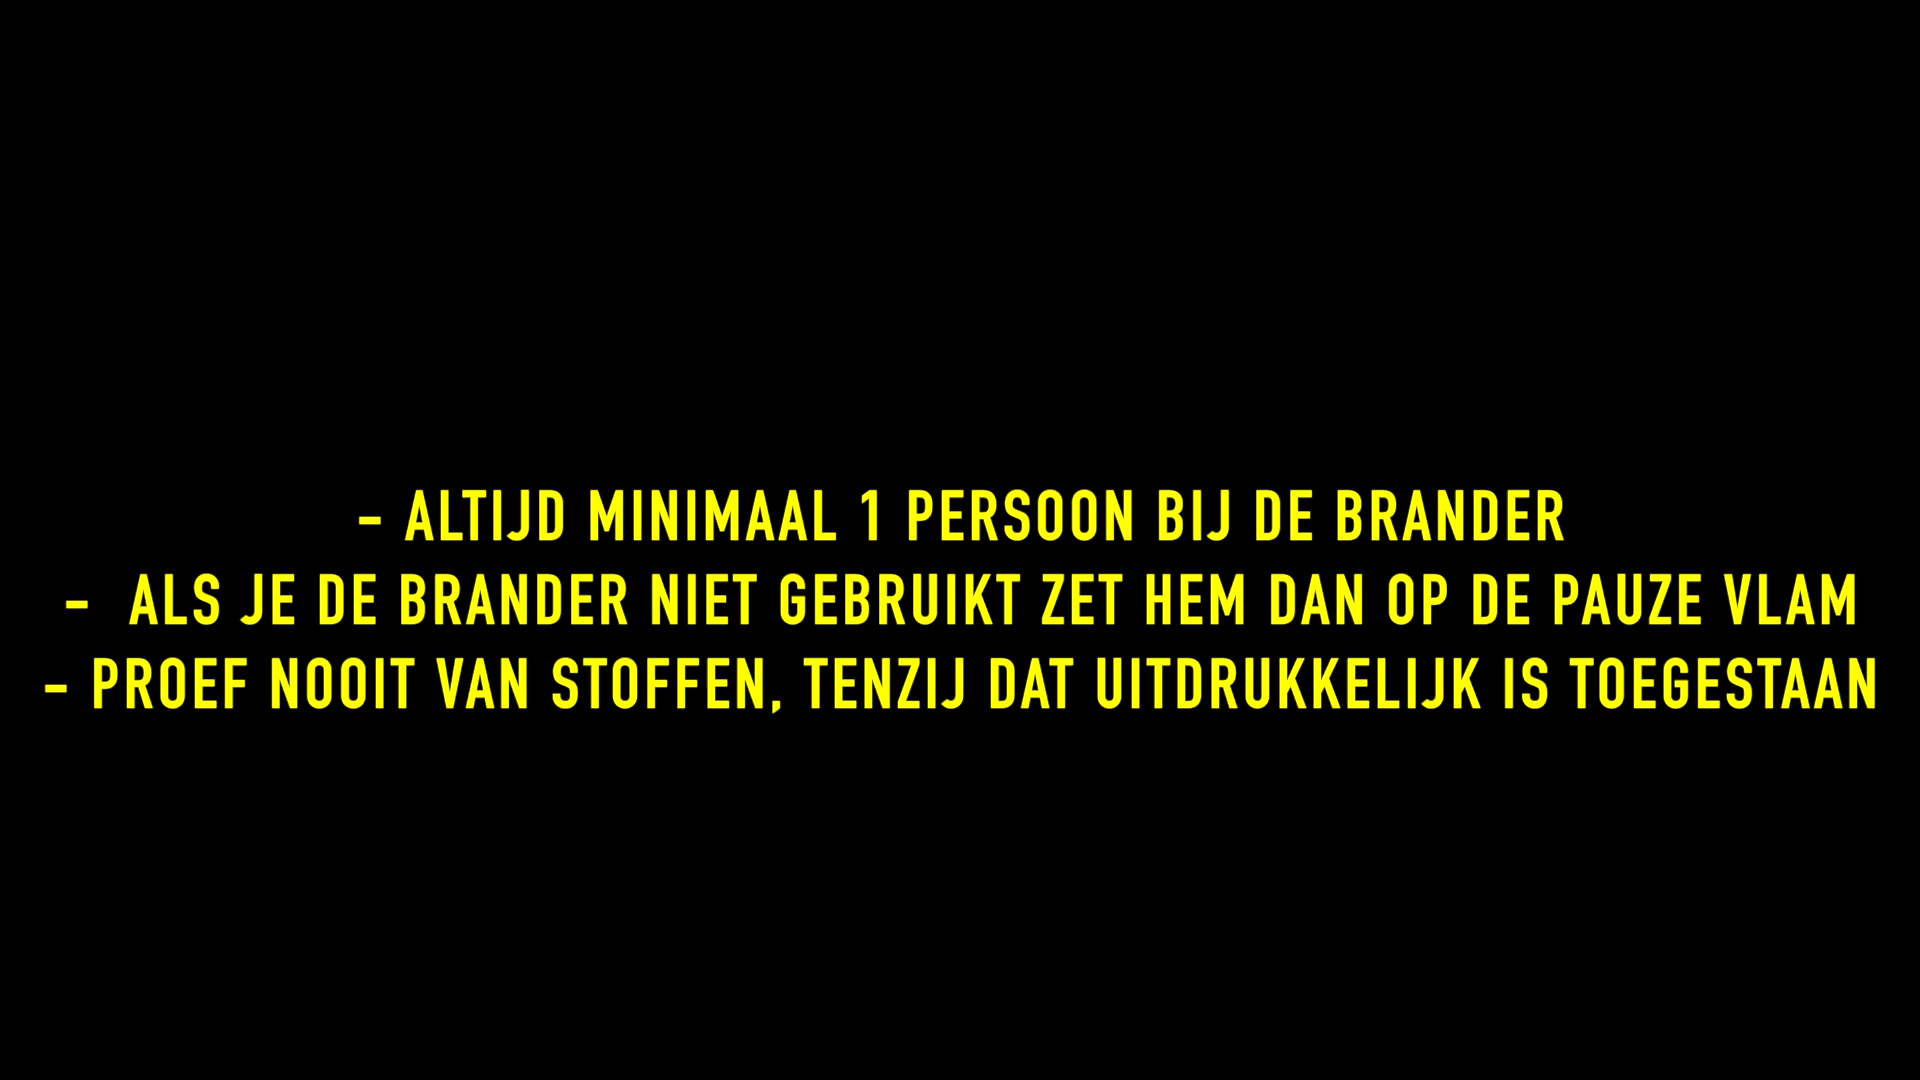 - ALTIJD MINIMAAL 1 PERSOON BIJ DE BRANDER
- ALS JE DE BRANDER NIET GEBRUIKT ZET HEM DAN OP DE PAUZE VLAM
- PROEF NOOIT VAN STOFFEN, TENZIJ DAT UITDRUKKELIJK IS TOEGESTAAN